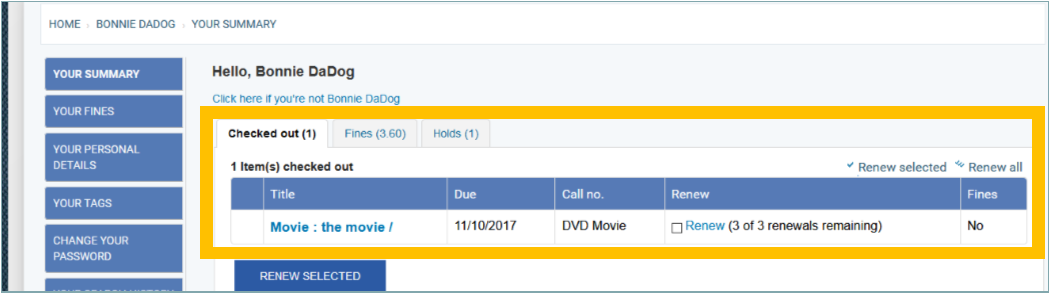 HOME › BONNIE DADOG › YOUR SUMMARY
YOUR SUMMARY
YOUR FINES
YOUR PERSONAL
DETAILS
YOUR TAGS
CHANGE YOUR
PASSWORD
YOUR SEARCH HISTORY
Hello, Bonnie DaDog
Click here if you're not Bonnie DaDog
Checked out (1) Fines (3.60) Holds (1)
1 Item(s) checked out Renew selected Renew all
Title Due Call no. Renew Fines
Movie : the movie / 11/10/2017 DVD Movie Renew (3 of 3 renewals remaining) No
RENEW SELECTED